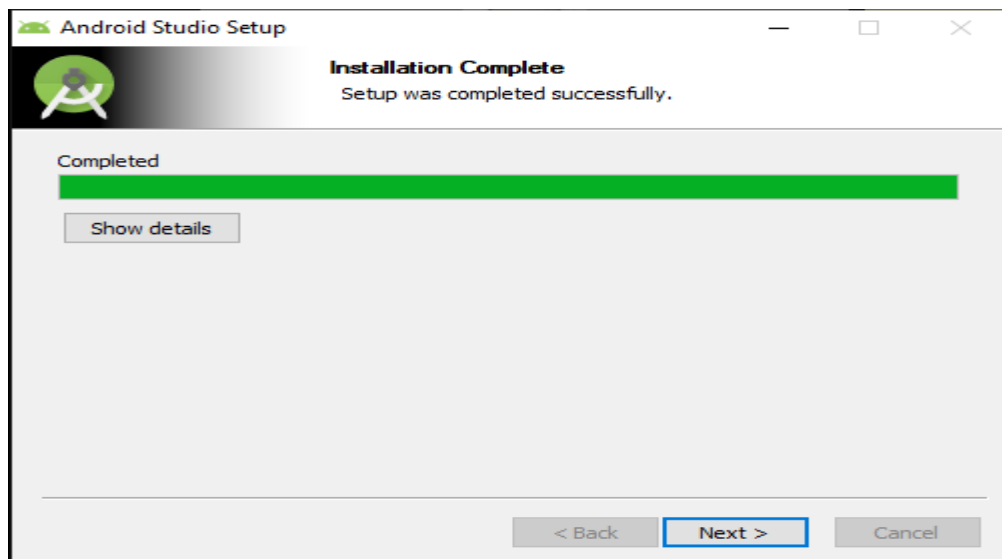 Android Studio Setup
Installation Complete
Setup was completed successfully.
Completed
Show details
< Back Next > Cancel